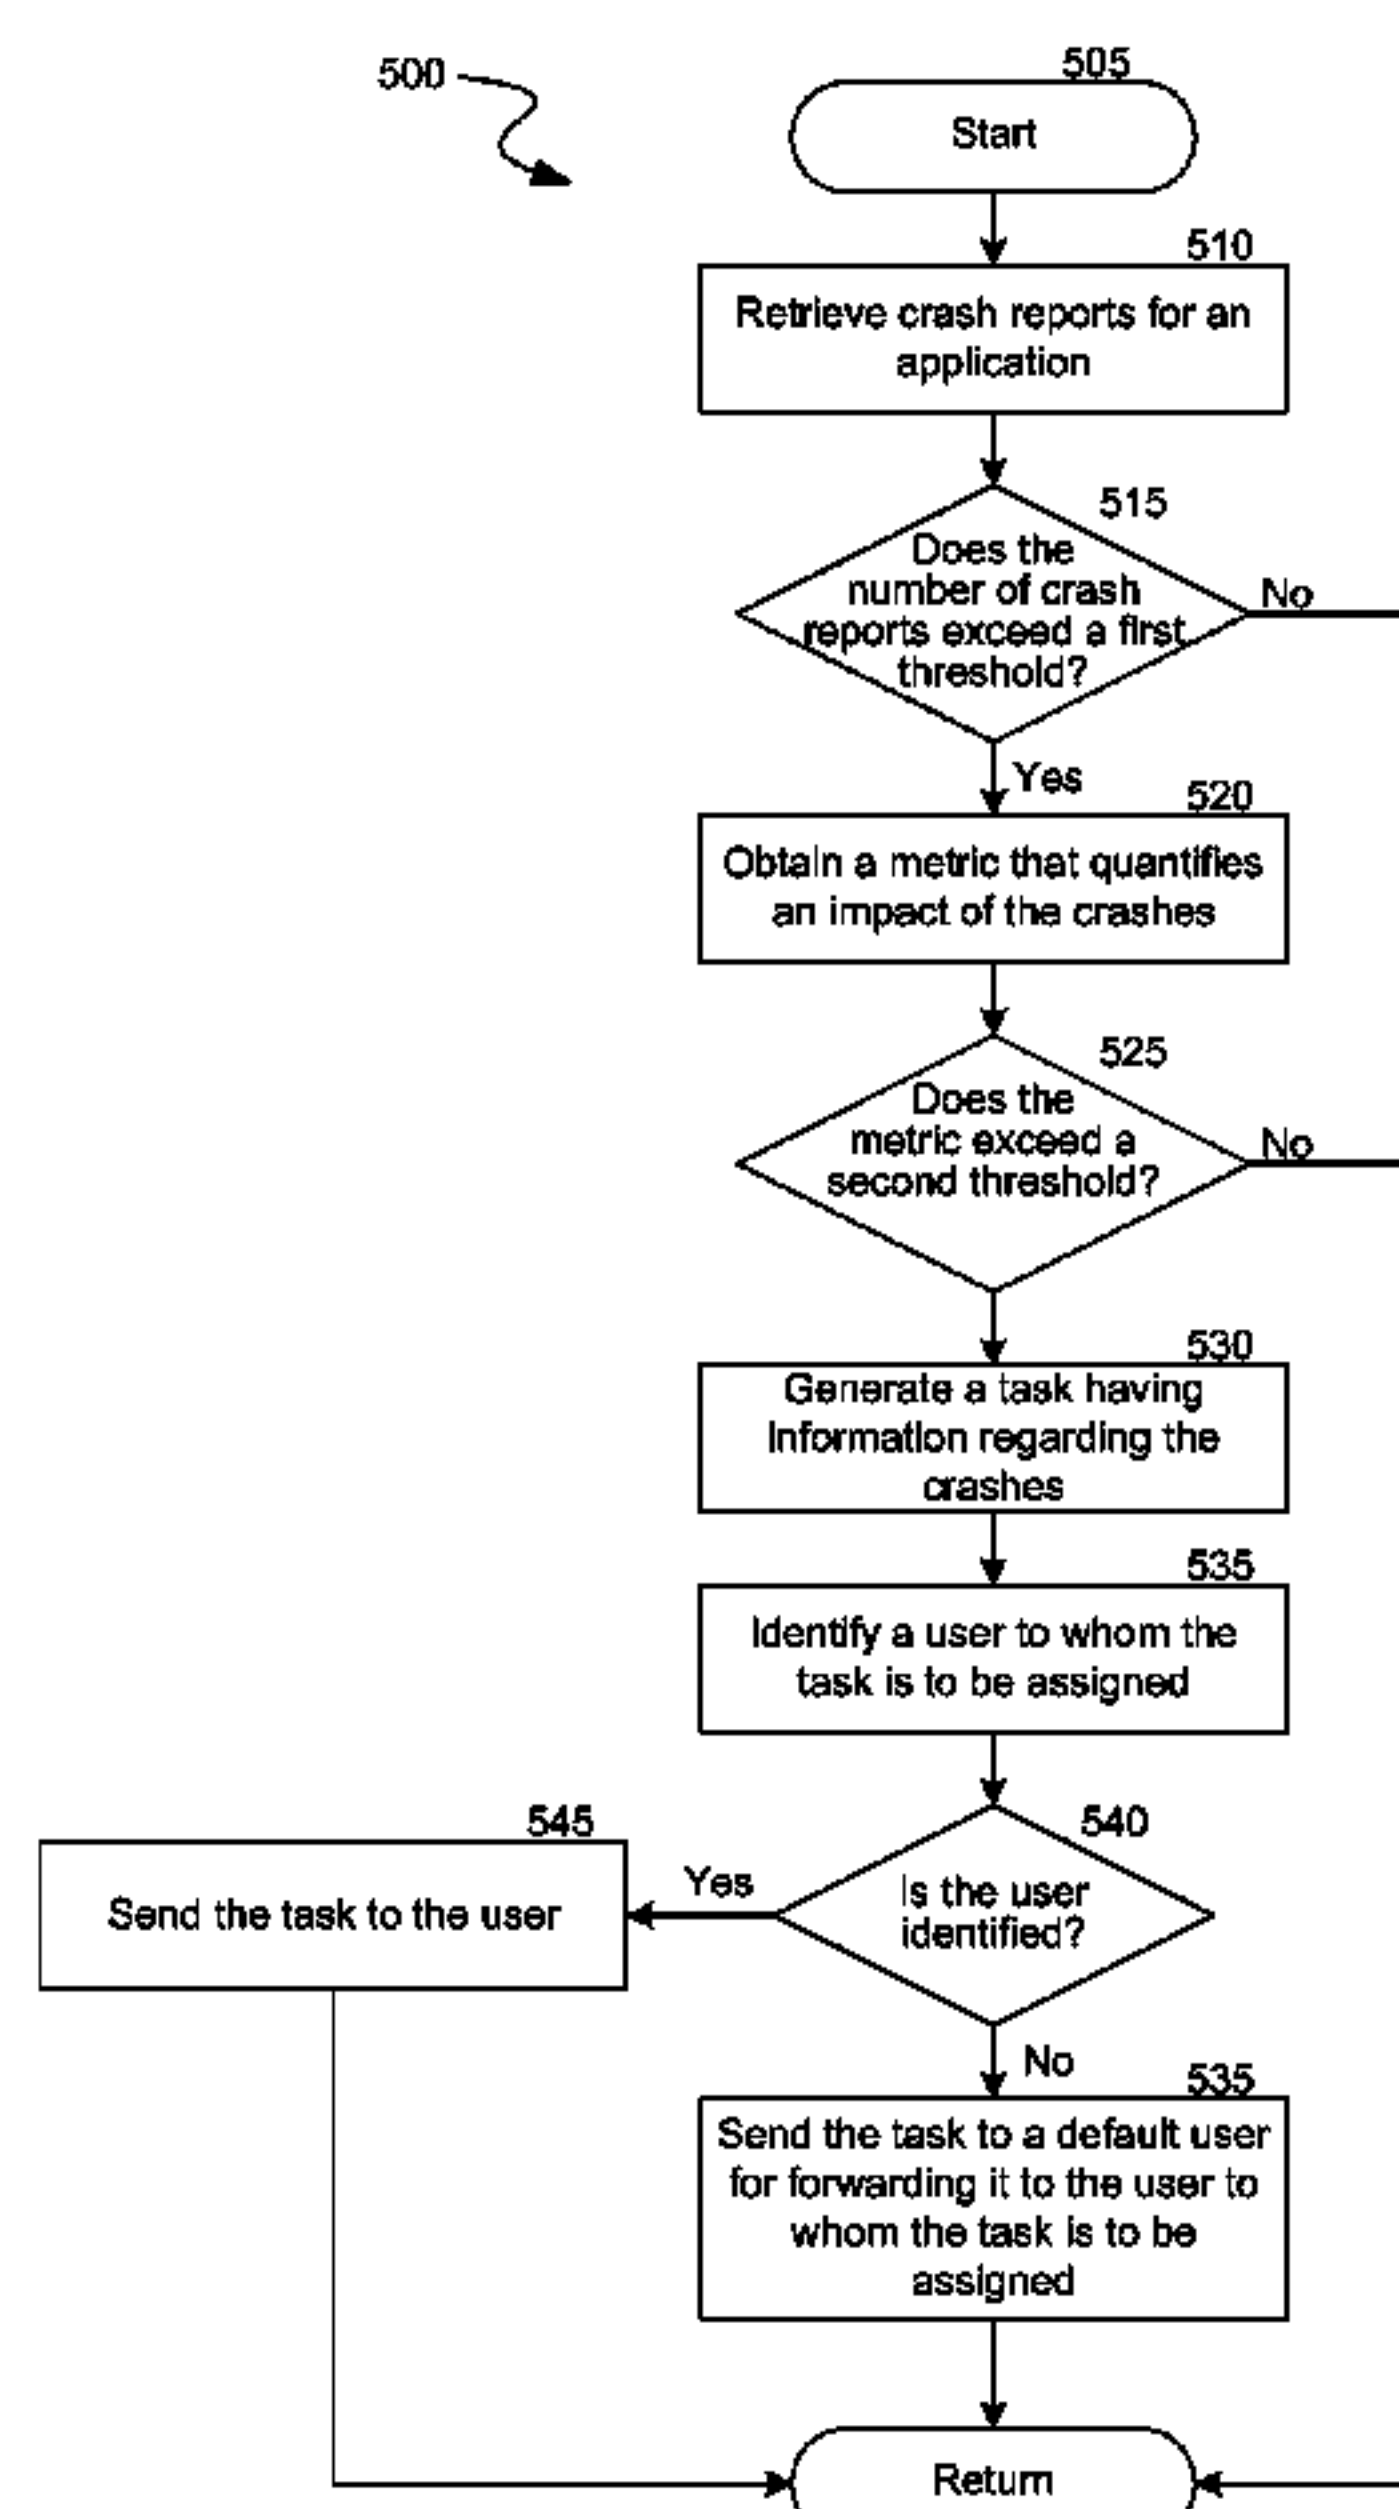 500
505
Start
510
Retrieve crash reports for an
application
515
Does the
number of crash
reports exceed a first
threshold?
No
Yes
520
Obtain a metric that quantifies
an impact of the crashes
525
Does the
metric exceed a
second threshold?
No
530
Generate a task having
information regarding the
crashes
535
Identify a user to whom the
task is to be assigned
540
Is the user
identified?
Yes
545
Send the task to the user
No
535
Send the task to a default user
for forwarding it to the user to
whom the task is to be
assigned
Return